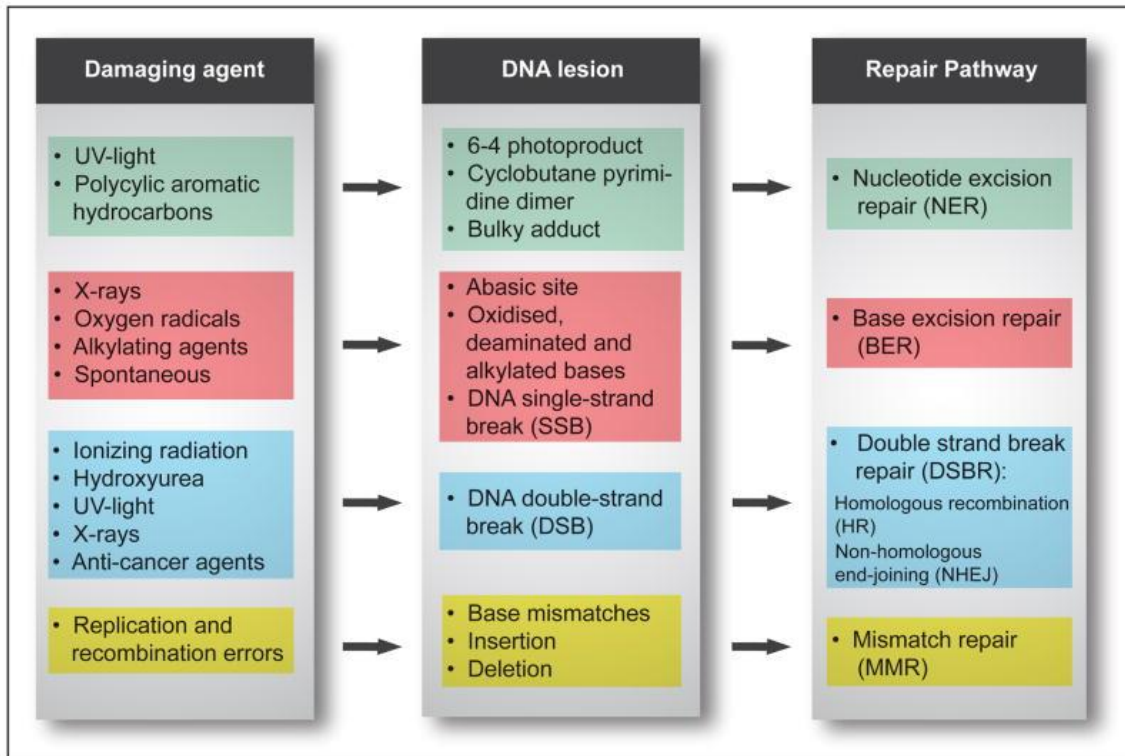 Damaging agent
• UV-light
• Polycylic aromatic
hydrocarbons
• X-rays
• Oxygen radicals
• Alkylating agents
• Spontaneous
• Ionizing radiation
• Hydroxyurea
• UV-light
• X-rays
• Anti-cancer agents
• Replication and
recombination errors
DNA lesion
• 6-4 photoproduct
• Cyclobutane pyrimi-
dine dimer
• Bulky adduct
• Abasic site
• Oxidised,
deaminated and
alkylated bases
• DNA single-strand
break (SSB)
• DNA double-strand
break (DSB)
• Base mismatches
• Insertion
• Deletion
Repair Pathway
• Nucleotide excision
repair (NER)
• Base excision repair
(BER)
• Double strand break
repair (DSBR):
Homologous recombination
(HR)
Non-homologous
end-joining (NHEJ)
• Mismatch repair
(MMR)